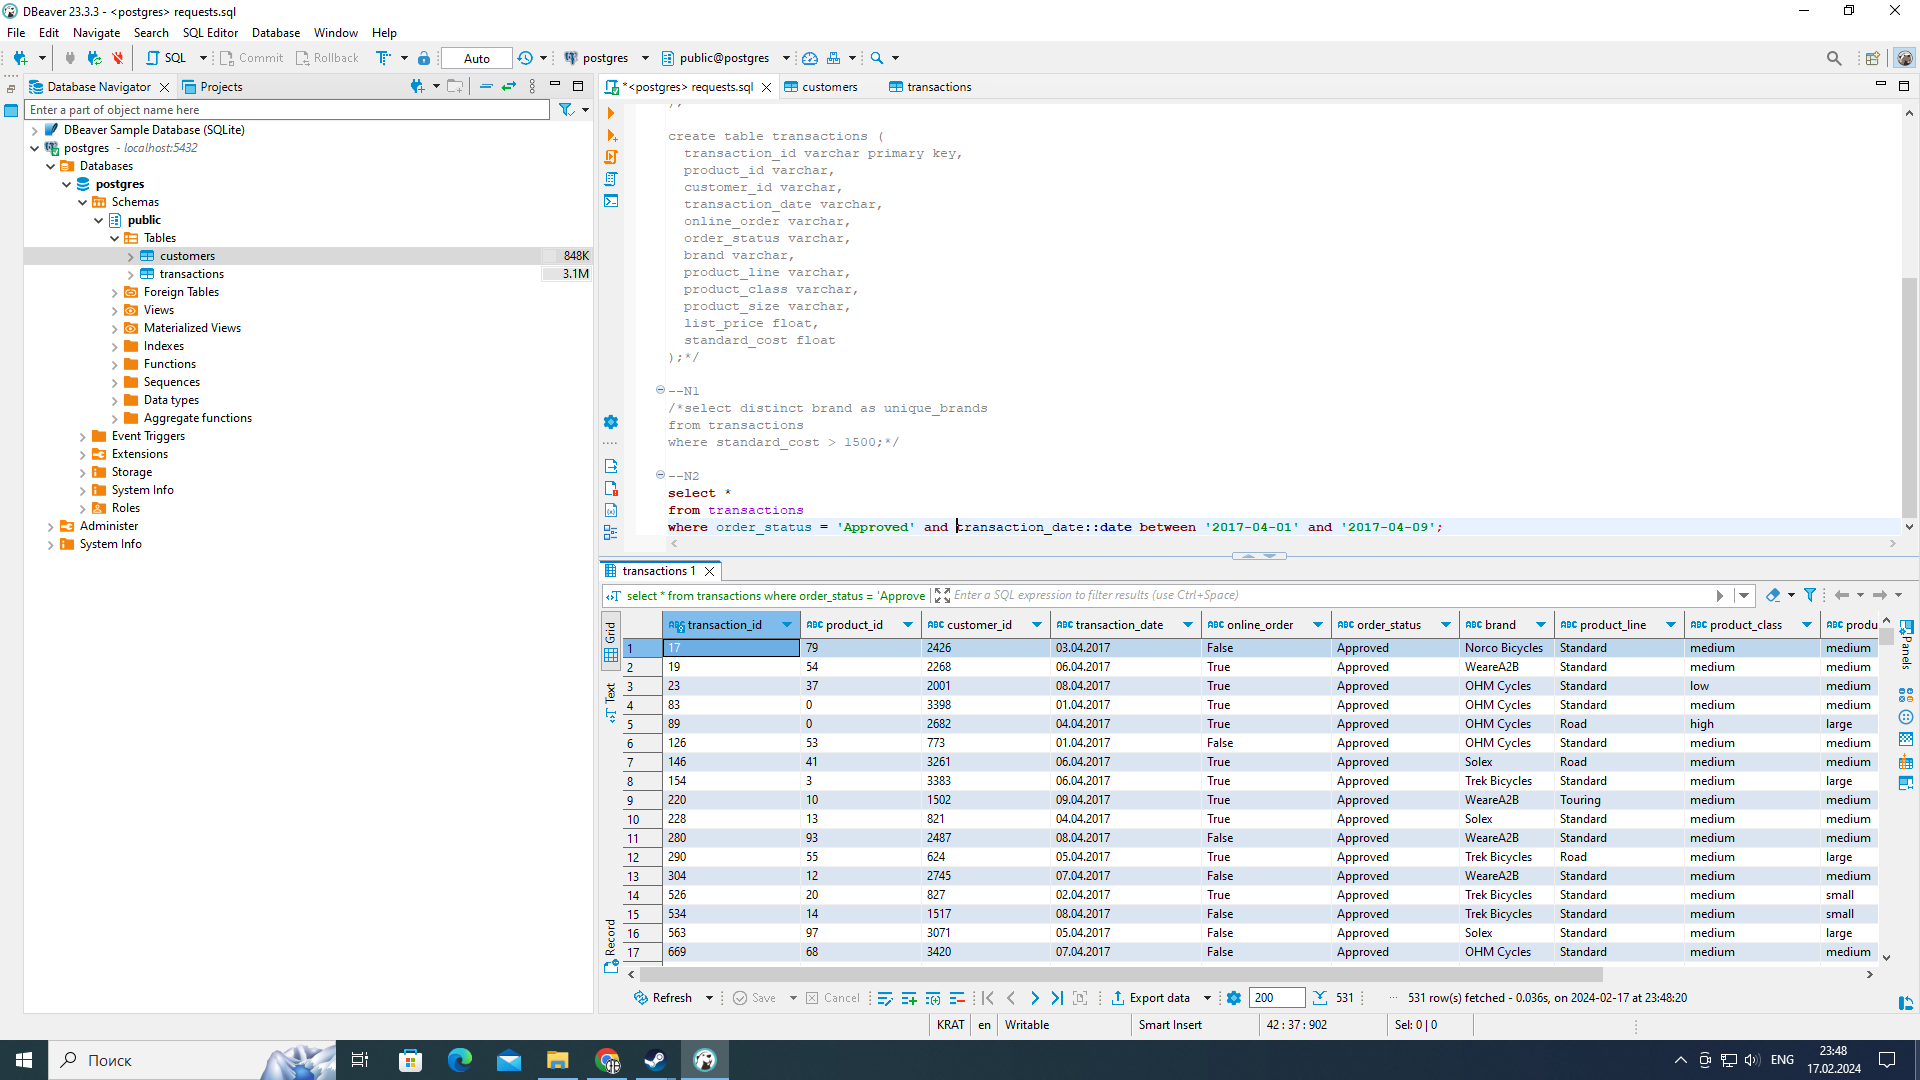 DBeaver 23.3.3 - <postgres> requests.sql
File Edit Navigate Search SQL Editor Database Window Help
SQL Commit Rollback Auto postgres public@postgres
Database Navigator Projects
*<postgres> requests.sql customers transactions
Enter a part of object name here
DBeaver Sample Database (SQLite)
postgres - localhost:5432
Databases
postgres
Schemas
public
Tables
customers 848K
transactions 3.1M
Foreign Tables
Views
Materialized Views
Indexes
Functions
Sequences
Data types
Aggregate functions
Event Triggers
Extensions
Storage
System Info
Roles
Administer
System Info
create table transactions (
transaction_id varchar primary key,
product_id varchar,
customer_id varchar,
transaction_date varchar,
online_order varchar,
order_status varchar,
brand varchar,
product_line varchar,
product_class varchar,
product_size varchar,
list_price float,
standard_cost float
);*/
--N1
/*select distinct brand as unique_brands
from transactions
where standard_cost > 1500;*/
--N2
select *
from transactions
where order_status = 'Approved' and transaction_date::date between '2017-04-01' and '2017-04-09';
transactions 1
select * from transactions where order_status = 'Approve Enter a SQL expression to filter results (use Ctrl+Space)
Grid
Text
Record
Panels
transaction_id product_id customer_id transaction_date online_order order_status brand product_line product_class produ
1 17 79 2426 03.04.2017 False Approved Norco Bicycles Standard medium medium
2 19 54 2268 06.04.2017 True Approved WeareA2B Standard medium medium
3 23 37 2001 08.04.2017 True Approved OHM Cycles Standard low medium
4 83 0 3398 01.04.2017 True Approved OHM Cycles Standard medium medium
5 89 0 2682 04.04.2017 True Approved OHM Cycles Road high large
6 126 53 773 01.04.2017 False Approved OHM Cycles Standard medium medium
7 146 41 3261 06.04.2017 True Approved Solex Road medium medium
8 154 3 3383 06.04.2017 True Approved Trek Bicycles Standard medium large
9 220 10 1502 09.04.2017 True Approved WeareA2B Touring medium medium
10 228 13 821 04.04.2017 True Approved Solex Standard medium medium
11 280 93 2487 08.04.2017 False Approved WeareA2B Standard medium medium
12 290 55 624 05.04.2017 True Approved Trek Bicycles Road medium large
13 304 12 2745 07.04.2017 False Approved WeareA2B Standard medium medium
14 526 20 827 02.04.2017 True Approved Trek Bicycles Standard medium small
15 534 14 1517 08.04.2017 False Approved Trek Bicycles Standard medium small
16 563 97 3071 05.04.2017 False Approved Solex Standard medium large
17 669 68 3420 07.04.2017 False Approved OHM Cycles Standard medium medium
Refresh Save Cancel Export data 200 531 531 row(s) fetched - 0.036s, on 2024-02-17 at 23:48:20
KRAT en Writable Smart Insert 42 : 37 : 902 Sel: 0 | 0
Поиск ENG 23:48
17.02.2024